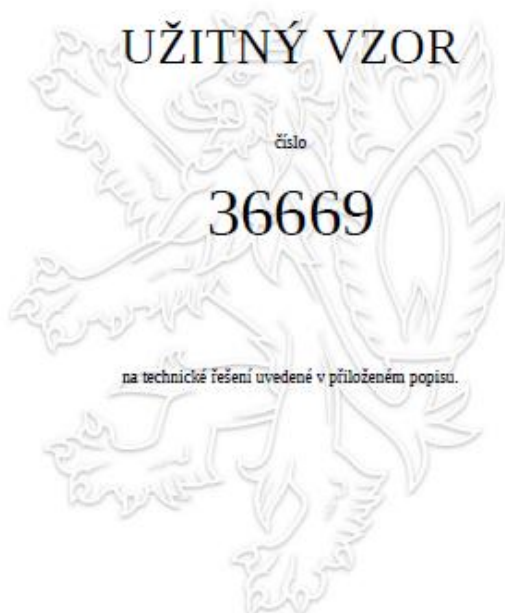 UŽITNÝ VZOR
číslo
36669
na technické řešení uvedené v přiloženém popisu.